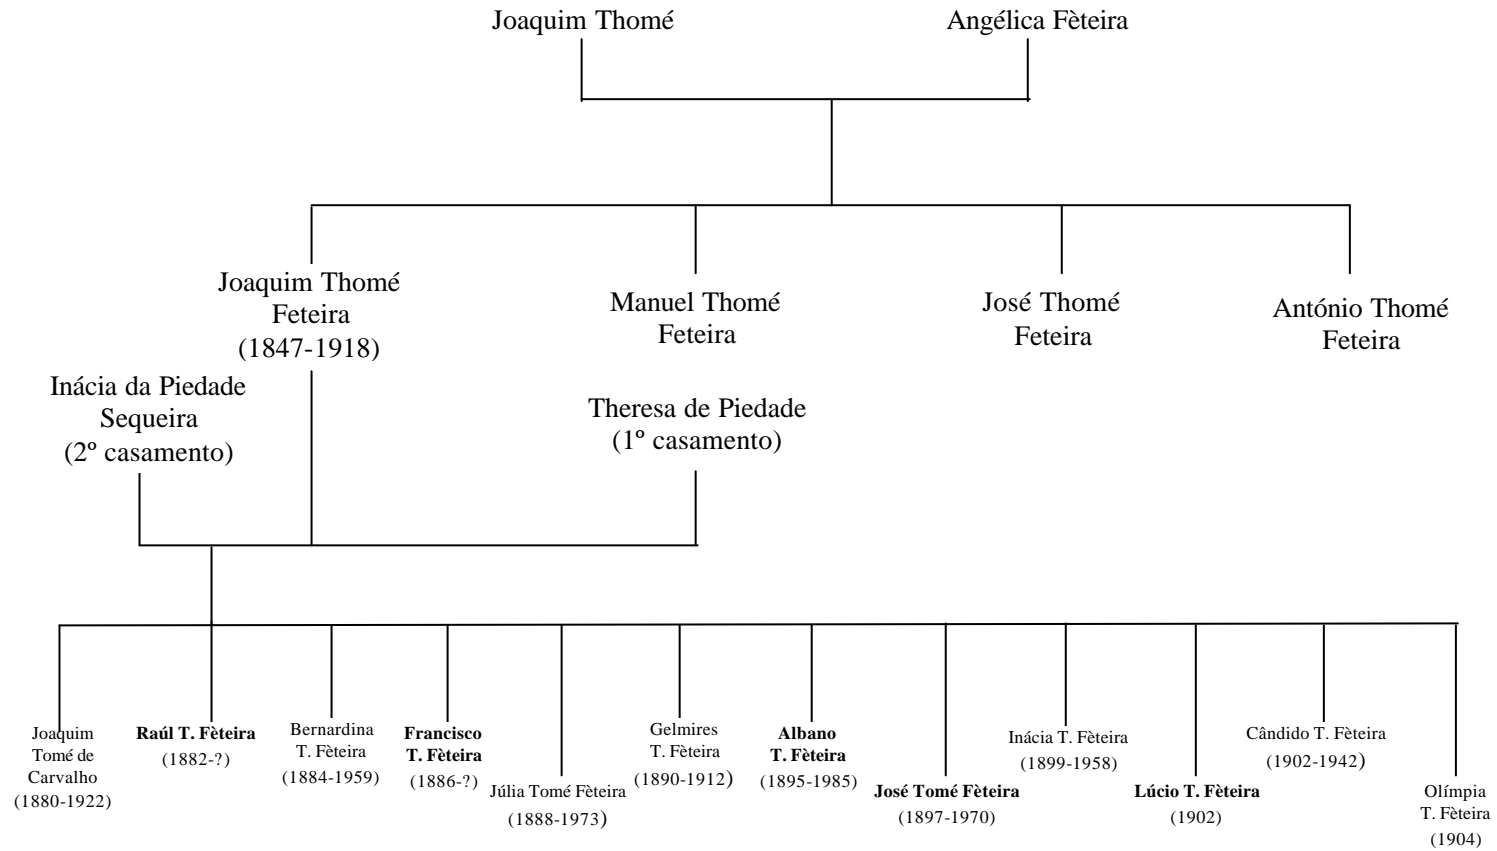 Joaquim Thomé
Angélica Fèteira
Joaquim Thomé
Feteira
(1847-1918)
Manuel Thomé
Feteira
José Thomé
Feteira
António Thomé
Feteira
Inácia da Piedade
Sequeira
(2º casamento)
Theresa de Piedade
(1º casamento)
Joaquim
Tomé de
Carvalho
(1880-1922)
Raúl T. Fèteira
(1882-?)
Bernardina
T. Fèteira
(1884-1959)
Francisco
T. Fèteira
(1886-?)
Júlia Tomé Fèteira
(1888-1973)
Gelmires
T. Fèteira
(1890-1912)
Albano
T. Fèteira
(1895-1985)
José Tomé Fèteira
(1897-1970)
Inácia T. Fèteira
(1899-1958)
Lúcio T. Fèteira
(1902)
Cândido T. Fèteira
(1902-1942)
Olímpia
T. Fèteira
(1904)